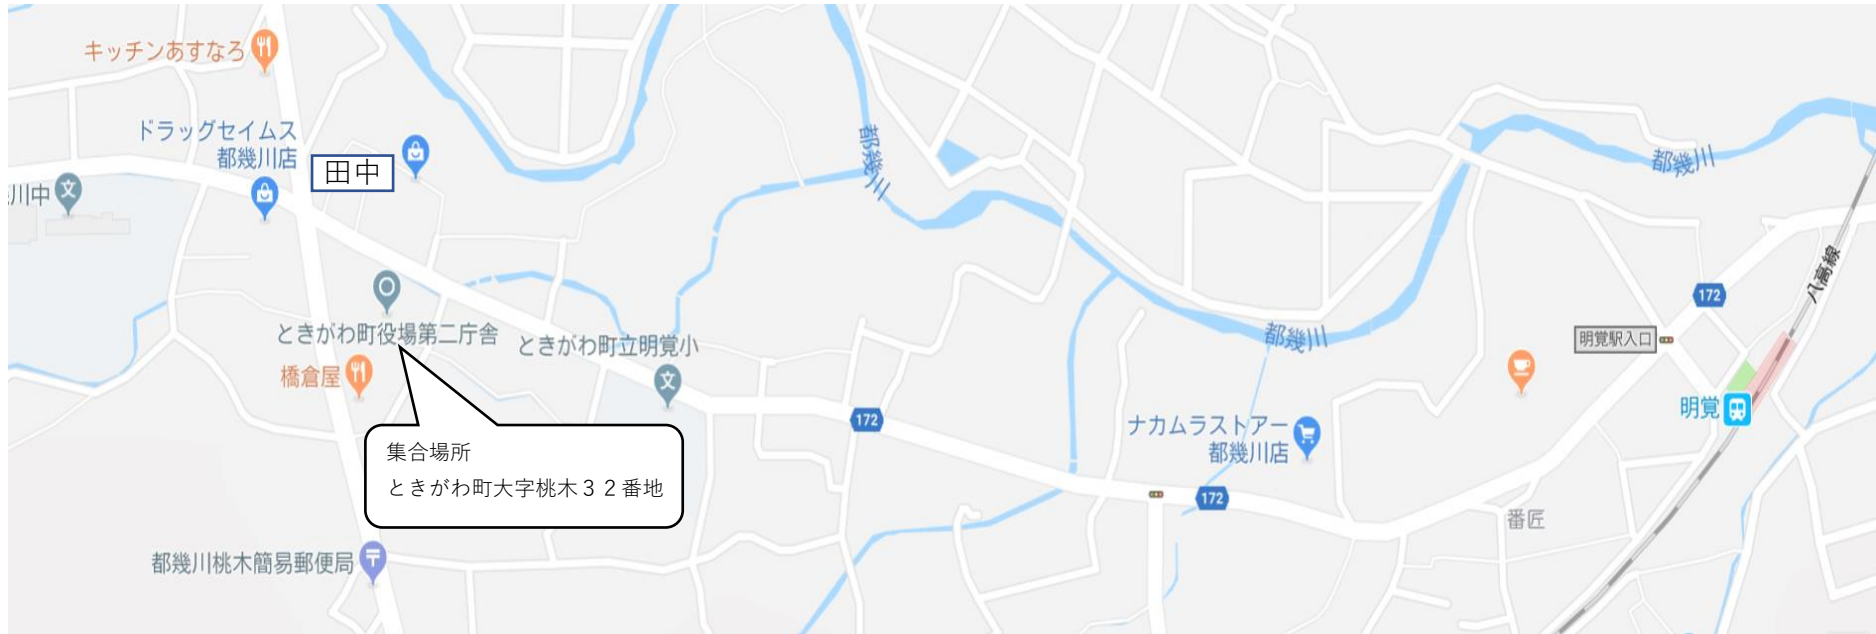 キッチンあすなろ
ドラッグセイムス
都幾川店
田中
川中
文
都幾川
都幾川
八高線
172
ときがわ町役場第二庁舎
ときがわ町立明覚小
文
都幾川
明覚駅入口
橋倉屋
明覚
172
ナカムラストアー
都幾川店
集合場所
ときがわ町大字桃木32番地
172
番匠
都幾川桃木簡易郵便局